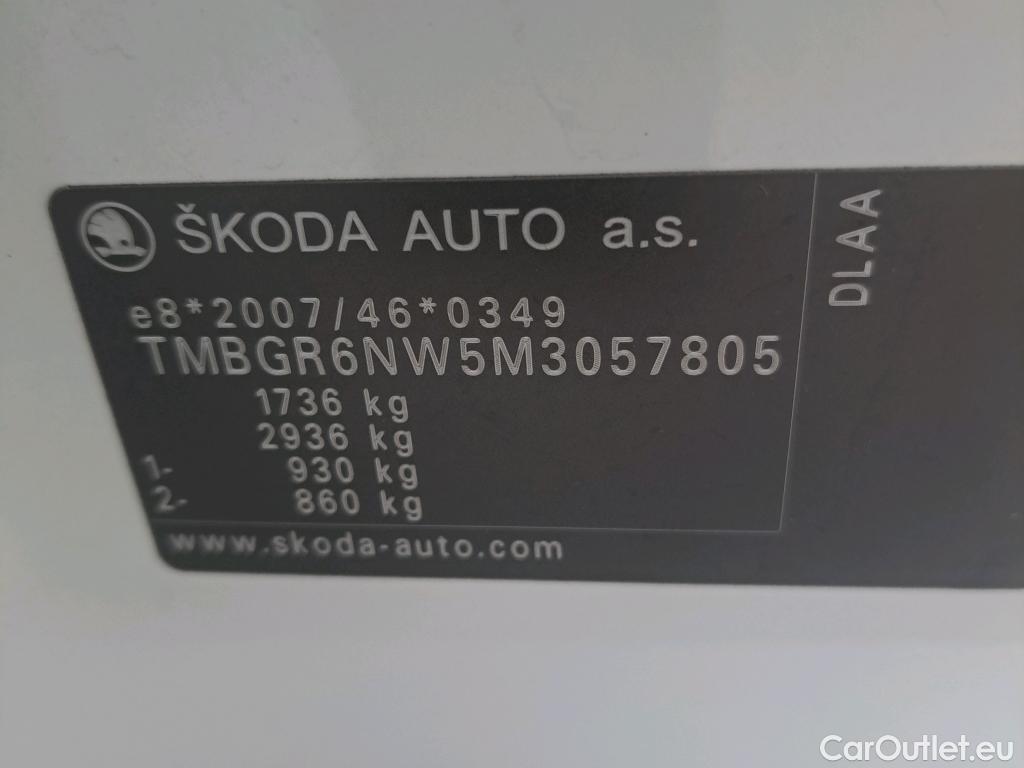 ŠKODA AUTO a.s.
e8*2007/46*0349
TMBGR6NW5M3057805
1736 kg
2936 kg
1- 930 kg
2- 860 kg
www.skoda-auto.com
DLAA
CarOutlet.eu